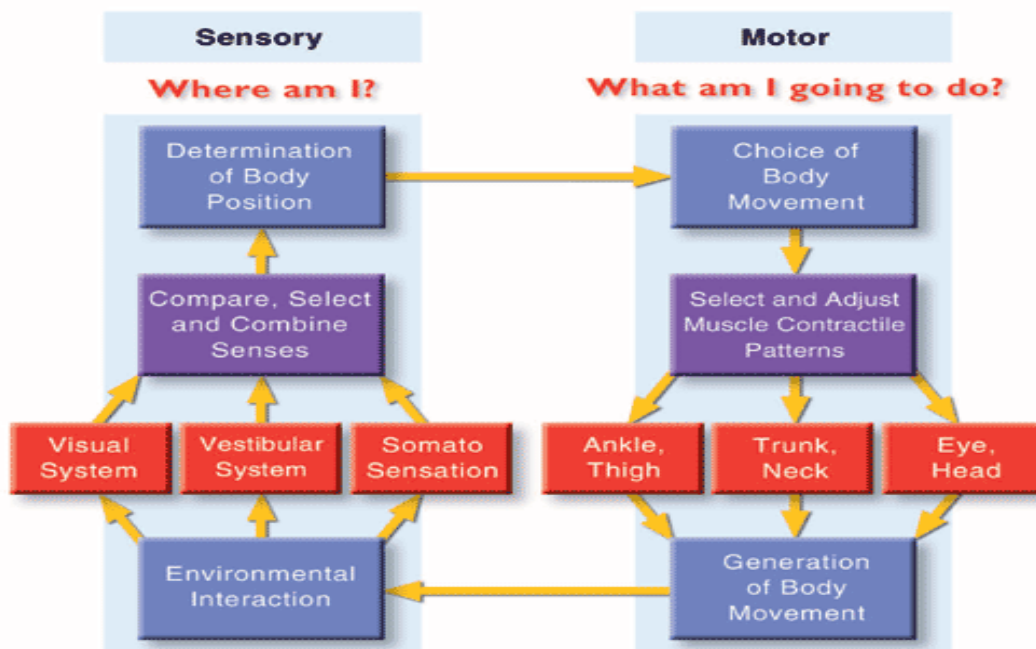 Sensory
Where am I?
Determination
of Body
Position
Compare, Select
and Combine
Senses
Visual
System
Vestibular
System
Somato
Sensation
Environmental
Interaction
Motor
What am I going to do?
Choice of
Body
Movement
Select and Adjust
Muscle Contractile
Patterns
Ankle,
Thigh
Trunk,
Neck
Eye,
Head
Generation
of Body
Movement